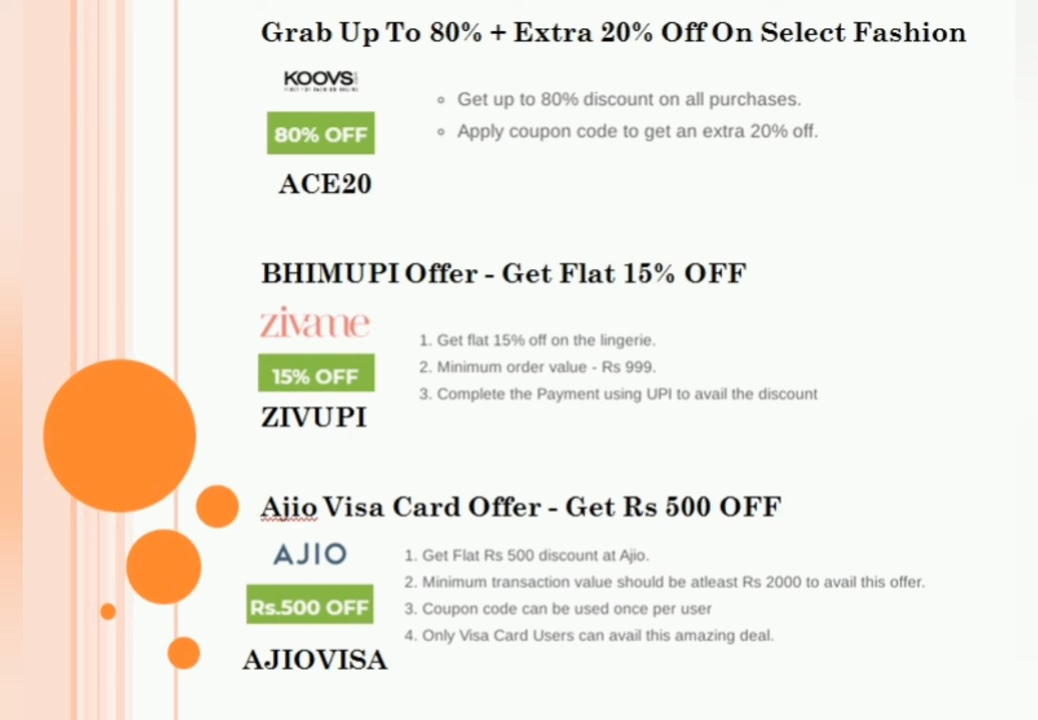 Grab Up To 80% + Extra 20% Off On Select Fashion
KOOVS
Get up to 80% discount on all purchases.
80% OFF
Apply coupon code to get an extra 20% off.
ACE20
BHIMUPI Offer - Get Flat 15% OFF
zivame
1. Get flat 15% off on the lingerie.
15% OFF
2. Minimum order value - Rs 999.
3. Complete the Payment using UPI to avail the discount
ZIVUPI
Ajio Visa Card Offer - Get Rs 500 OFF
AJIO
1. Get Flat Rs 500 discount at Ajio.
2. Minimum transaction value should be atleast Rs 2000 to avail this offer.
Rs.500 OFF
3. Coupon code can be used once per user
4. Only Visa Card Users can avail this amazing deal.
AJIOVISA